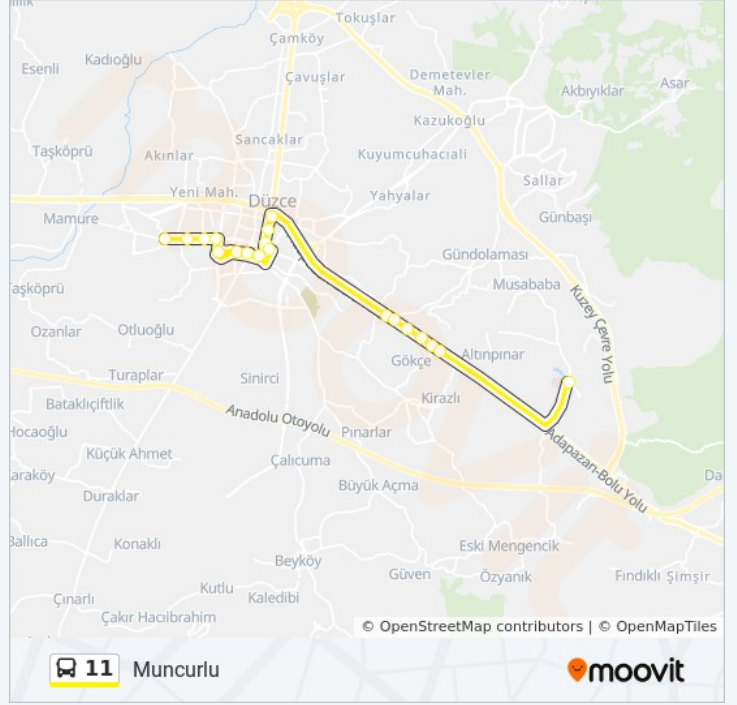 Tokuşlar
Çamköy
Kadıoğlu
Esenli
Çavuşlar
Demetevler
Mah.
Asar
Akbıyıklar
Kazukoğlu
Sancaklar
Taşköprü
Akınlar
Kuyumcuhacıali
Sallar
Yeni Mah.
Düzce
Yahyalar
Mamure
Günbaşı
Gündolaması
Musababa
aşköprü
Kuzey Çevre Yolu
Ozanlar
Otluoğlu
Gökçe
Altınpınar
Turaplar
Sinirci
Kirazlı
Bataklıçiftlik
Anadolu Otoyolu
Hocaoğlu
Pınarlar
Adapazarı-Bolu Yolu
Küçük Ahmet
Çalıcuma
araköy
Da
Büyük Açma
Duraklar
Ballıca
Konaklı
Eski Mengencik
Beyköy
Güven
Özyanık
Fındıklı
Şimşir
Kutlu
Kaledibi
Çınarlı
Çakır Hacıibrahim
© OpenStreetMap contributors | © OpenMapTiles
11 Muncurlu
moovit